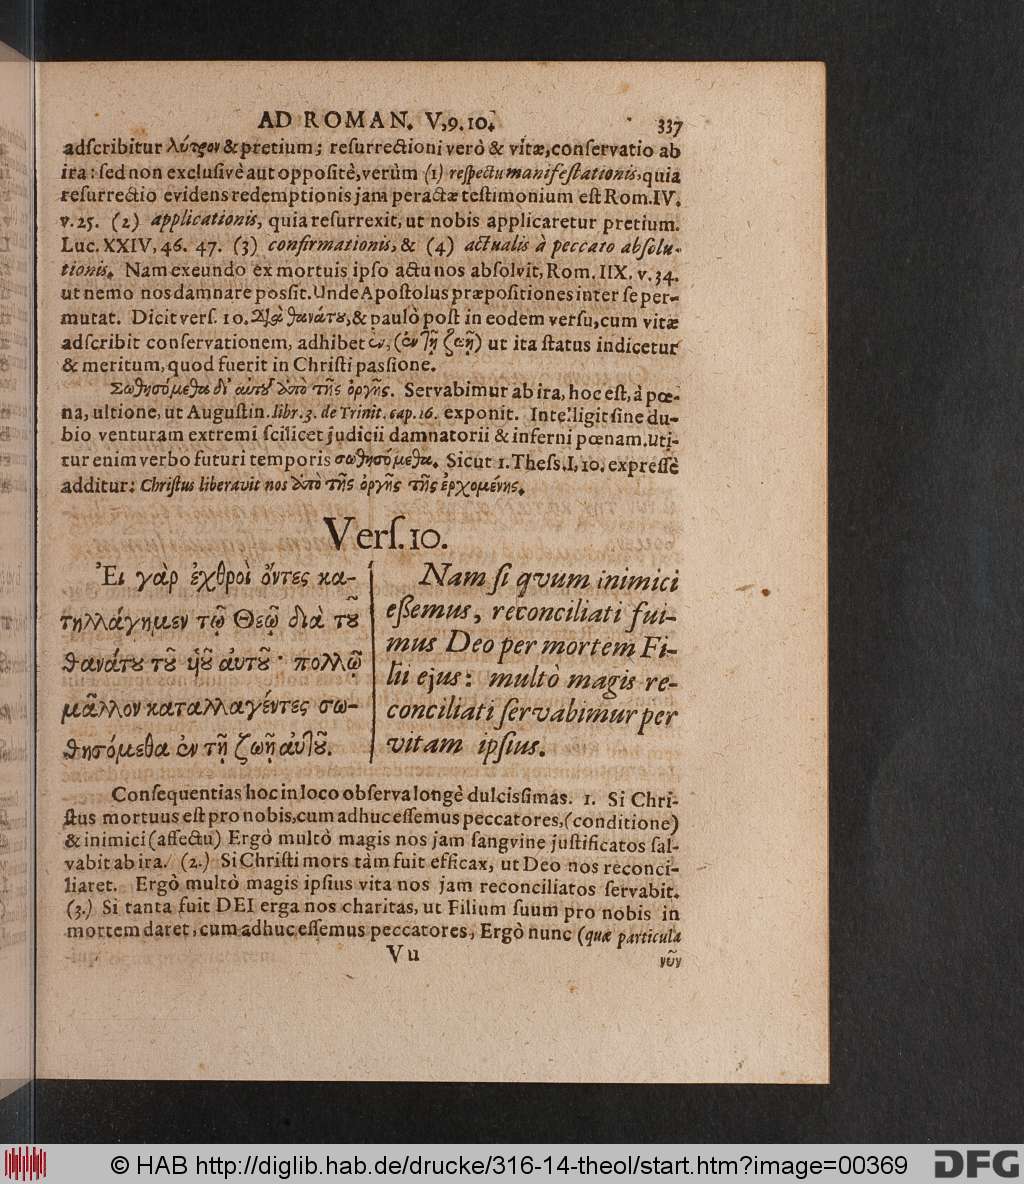 AD ROMAN. V,9.10. 337
adſcribitur λύτρον & pretium; reſurrectioni verò & vitæ, conſervatio ab
ira: ſed non excluſivè aut oppoſitè, verùm (1) reſpectu manifeſtationis, quia
reſurrectio evidens redemptionis jam peractæ teſtimonium eſt Rom. IV.
v. 25. (2) applicationis, quia reſurrexit, ut nobis applicaretur pretium.
Luc. XXIV, 46. 47. (3) confirmationis, & (4) actualis à peccato abſolu-
tionis. Nam exeundo ex mortuis ipſo actu nos abſolvit, Rom. IIX. v. 34.
ut nemo nos damnare poſſit. Unde Apoſtolus præpoſitiones inter ſe per-
mutat. Dicit verſ. 10. Διὰ θανάτου, & paulò poſt in eodem verſu, cum vitæ
adſcribit conſervationem, adhibet ἐν, (ἐν τῇ ζωῇ) ut ita ſtatus indicetur
& meritum, quod fuerit in Chriſti paſſione.
Σωθησόμεθα δι' αὐτοῦ ἀπὸ τῆς ὀργῆς. Servabimur ab ira, hoc eſt, à pœ-
na, ultione, ut Auguſtin. libr. 3. de Trinit. cap. 16. exponit. Intelligit ſine du-
bio venturam extremi ſcilicet judicii damnatorii & inferni pœnam. Uti-
tur enim verbo futuri temporis σωθησόμεθα. Sicut 1. Theſſ. I, 10. expreſſè
additur: Chriſtus liberavit nos ἀπὸ τῆς ὀργῆς τῆς ἐρχομένης.
Verſ. 10.
Ἐι γὰρ ἐχθροὶ ὄντες κα-
τηλλάγημεν τῷ Θεῷ διὰ τοῦ
θανάτου τοῦ ὑιοῦ ἀυτοῦ· πολλῷ
μᾶλλον καταλλαγέντες σω-
θησόμεθα ἐν τῇ ζωῇ αὐτοῦ.
Nam ſi qvum inimici
eſſemus, reconciliati fui-
mus Deo per mortem Fi-
lii ejus: multò magis re-
conciliati ſervabimur per
vitam ipſius.
Conſequentias hoc in loco obſerva longè dulciſſimas. 1. Si Chri-
ſtus mortuus eſt pro nobis, cum adhuc eſſemus peccatores, (conditione)
& inimici (affectu) Ergò multò magis nos jam ſangvine juſtificatos ſal-
vabit ab ira. (2.) Si Chriſti mors tàm fuit efficax, ut Deo nos reconci-
liaret. Ergò multò magis ipſius vita nos jam reconciliatos ſervabit.
(3.) Si tanta fuit DEI erga nos charitas, ut Filium ſuum pro nobis in
mortem daret, cum adhuc eſſemus peccatores, Ergò nunc (quæ particula
Vu νῦν
© HAB http://diglib.hab.de/drucke/316-14-theol/start.htm?image=00369 DFG